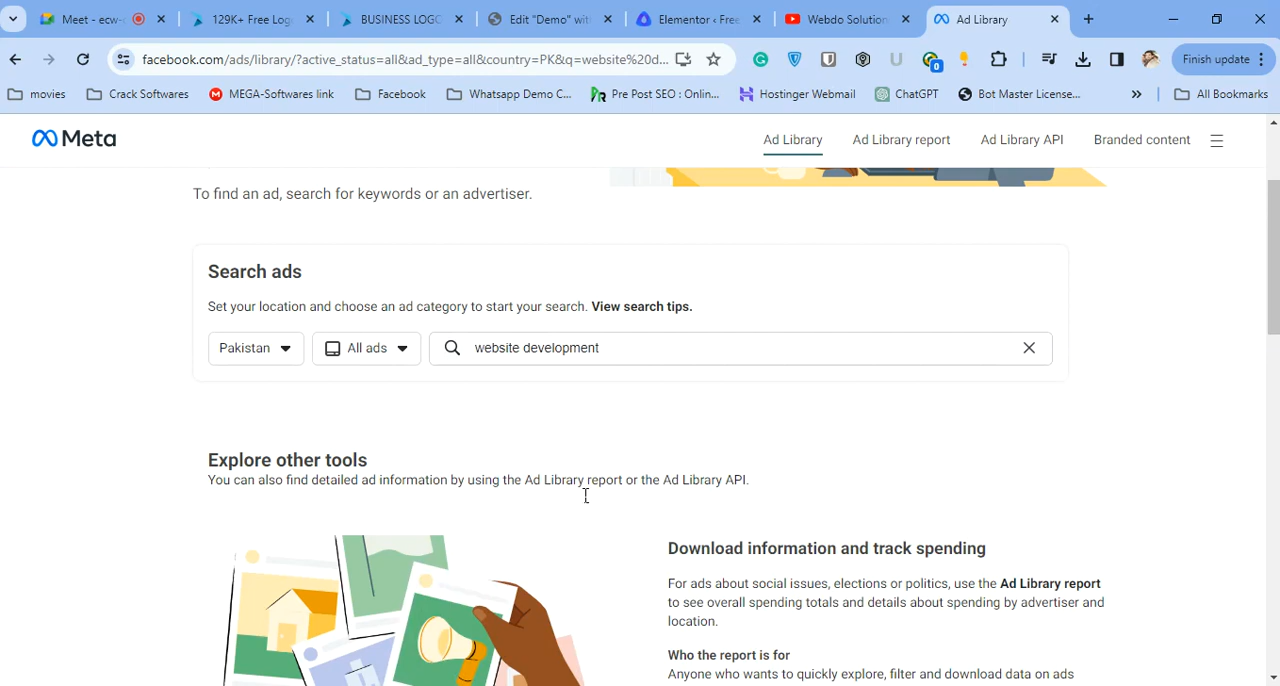 Meet - ecw-
129K+ Free Log
BUSINESS LOGO
Edit "Demo" wit
Elementor ‹ Free
Webdo Solution
Ad Library
facebook.com/ads/library/?active_status=all&ad_type=all&country=PK&q=website%20d...
0
Finish update
movies
Crack Softwares
MEGA-Softwares link
Facebook
Whatsapp Demo C...
Pre Post SEO : Onlin...
Hostinger Webmail
ChatGPT
Bot Master License...
»
All Bookmarks
Meta
Ad Library
Ad Library report
Ad Library API
Branded content
To find an ad, search for keywords or an advertiser.
Search ads
Set your location and choose an ad category to start your search. View search tips.
Pakistan
All ads
website development
Explore other tools
You can also find detailed ad information by using the Ad Library report or the Ad Library API.
Download information and track spending
For ads about social issues, elections or politics, use the Ad Library report
to see overall spending totals and details about spending by advertiser and
location.
Who the report is for
Anyone who wants to quickly explore, filter and download data on ads